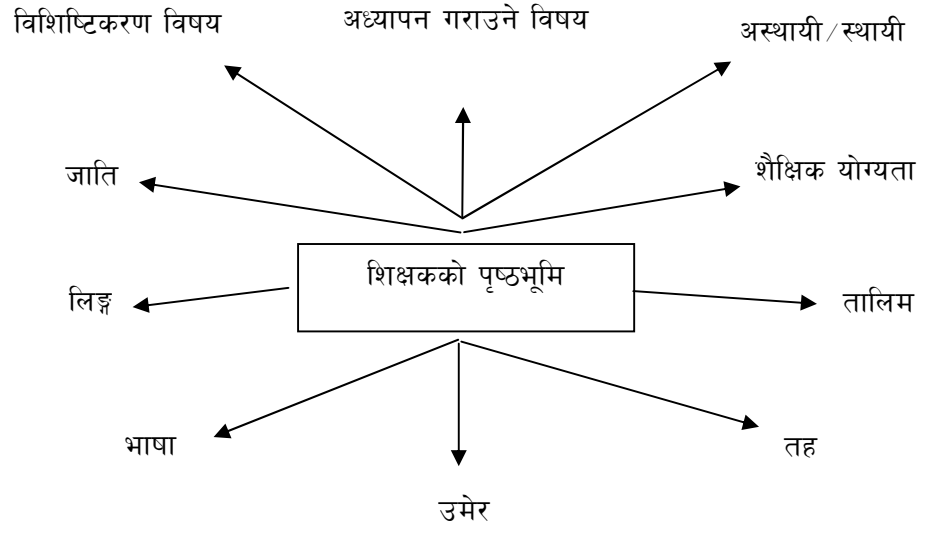 विशिष्टिकरण विषय
अध्यापन गराउने विषय
अस्थायी/स्थायी
जाति
शैक्षिक योग्यता
शिक्षकको पृष्ठभूमि
लिङ्ग
तालिम
भाषा
तह
उमेर